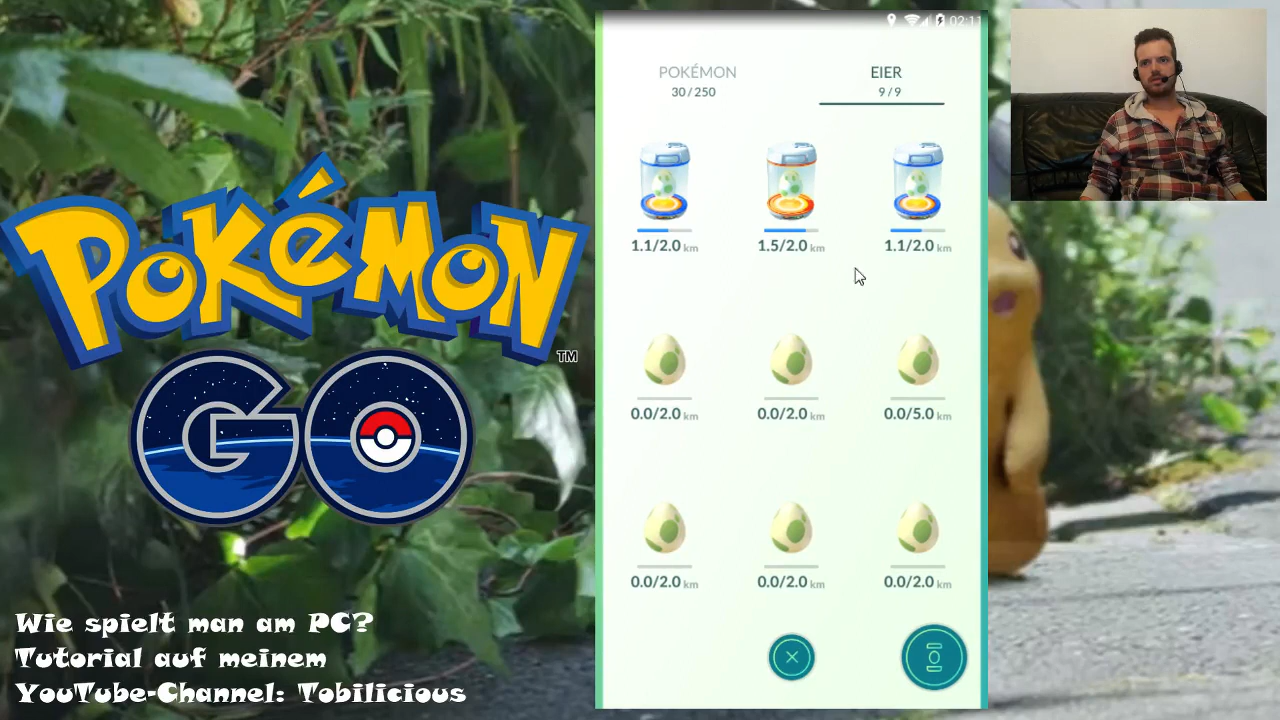 02:11
POKÉMON
30/250
EIER
9/9
1.1/2.0 km
1.5/2.0 km
1.1/2.0 km
0.0/2.0 km
0.0/2.0 km
0.0/5.0 km
0.0/2.0 km
0.0/2.0 km
0.0/2.0 km
POKéMON
TM
GO
Wie spielt man am PC?
Tutorial auf meinem
YouTube-Channel: Tobilicious